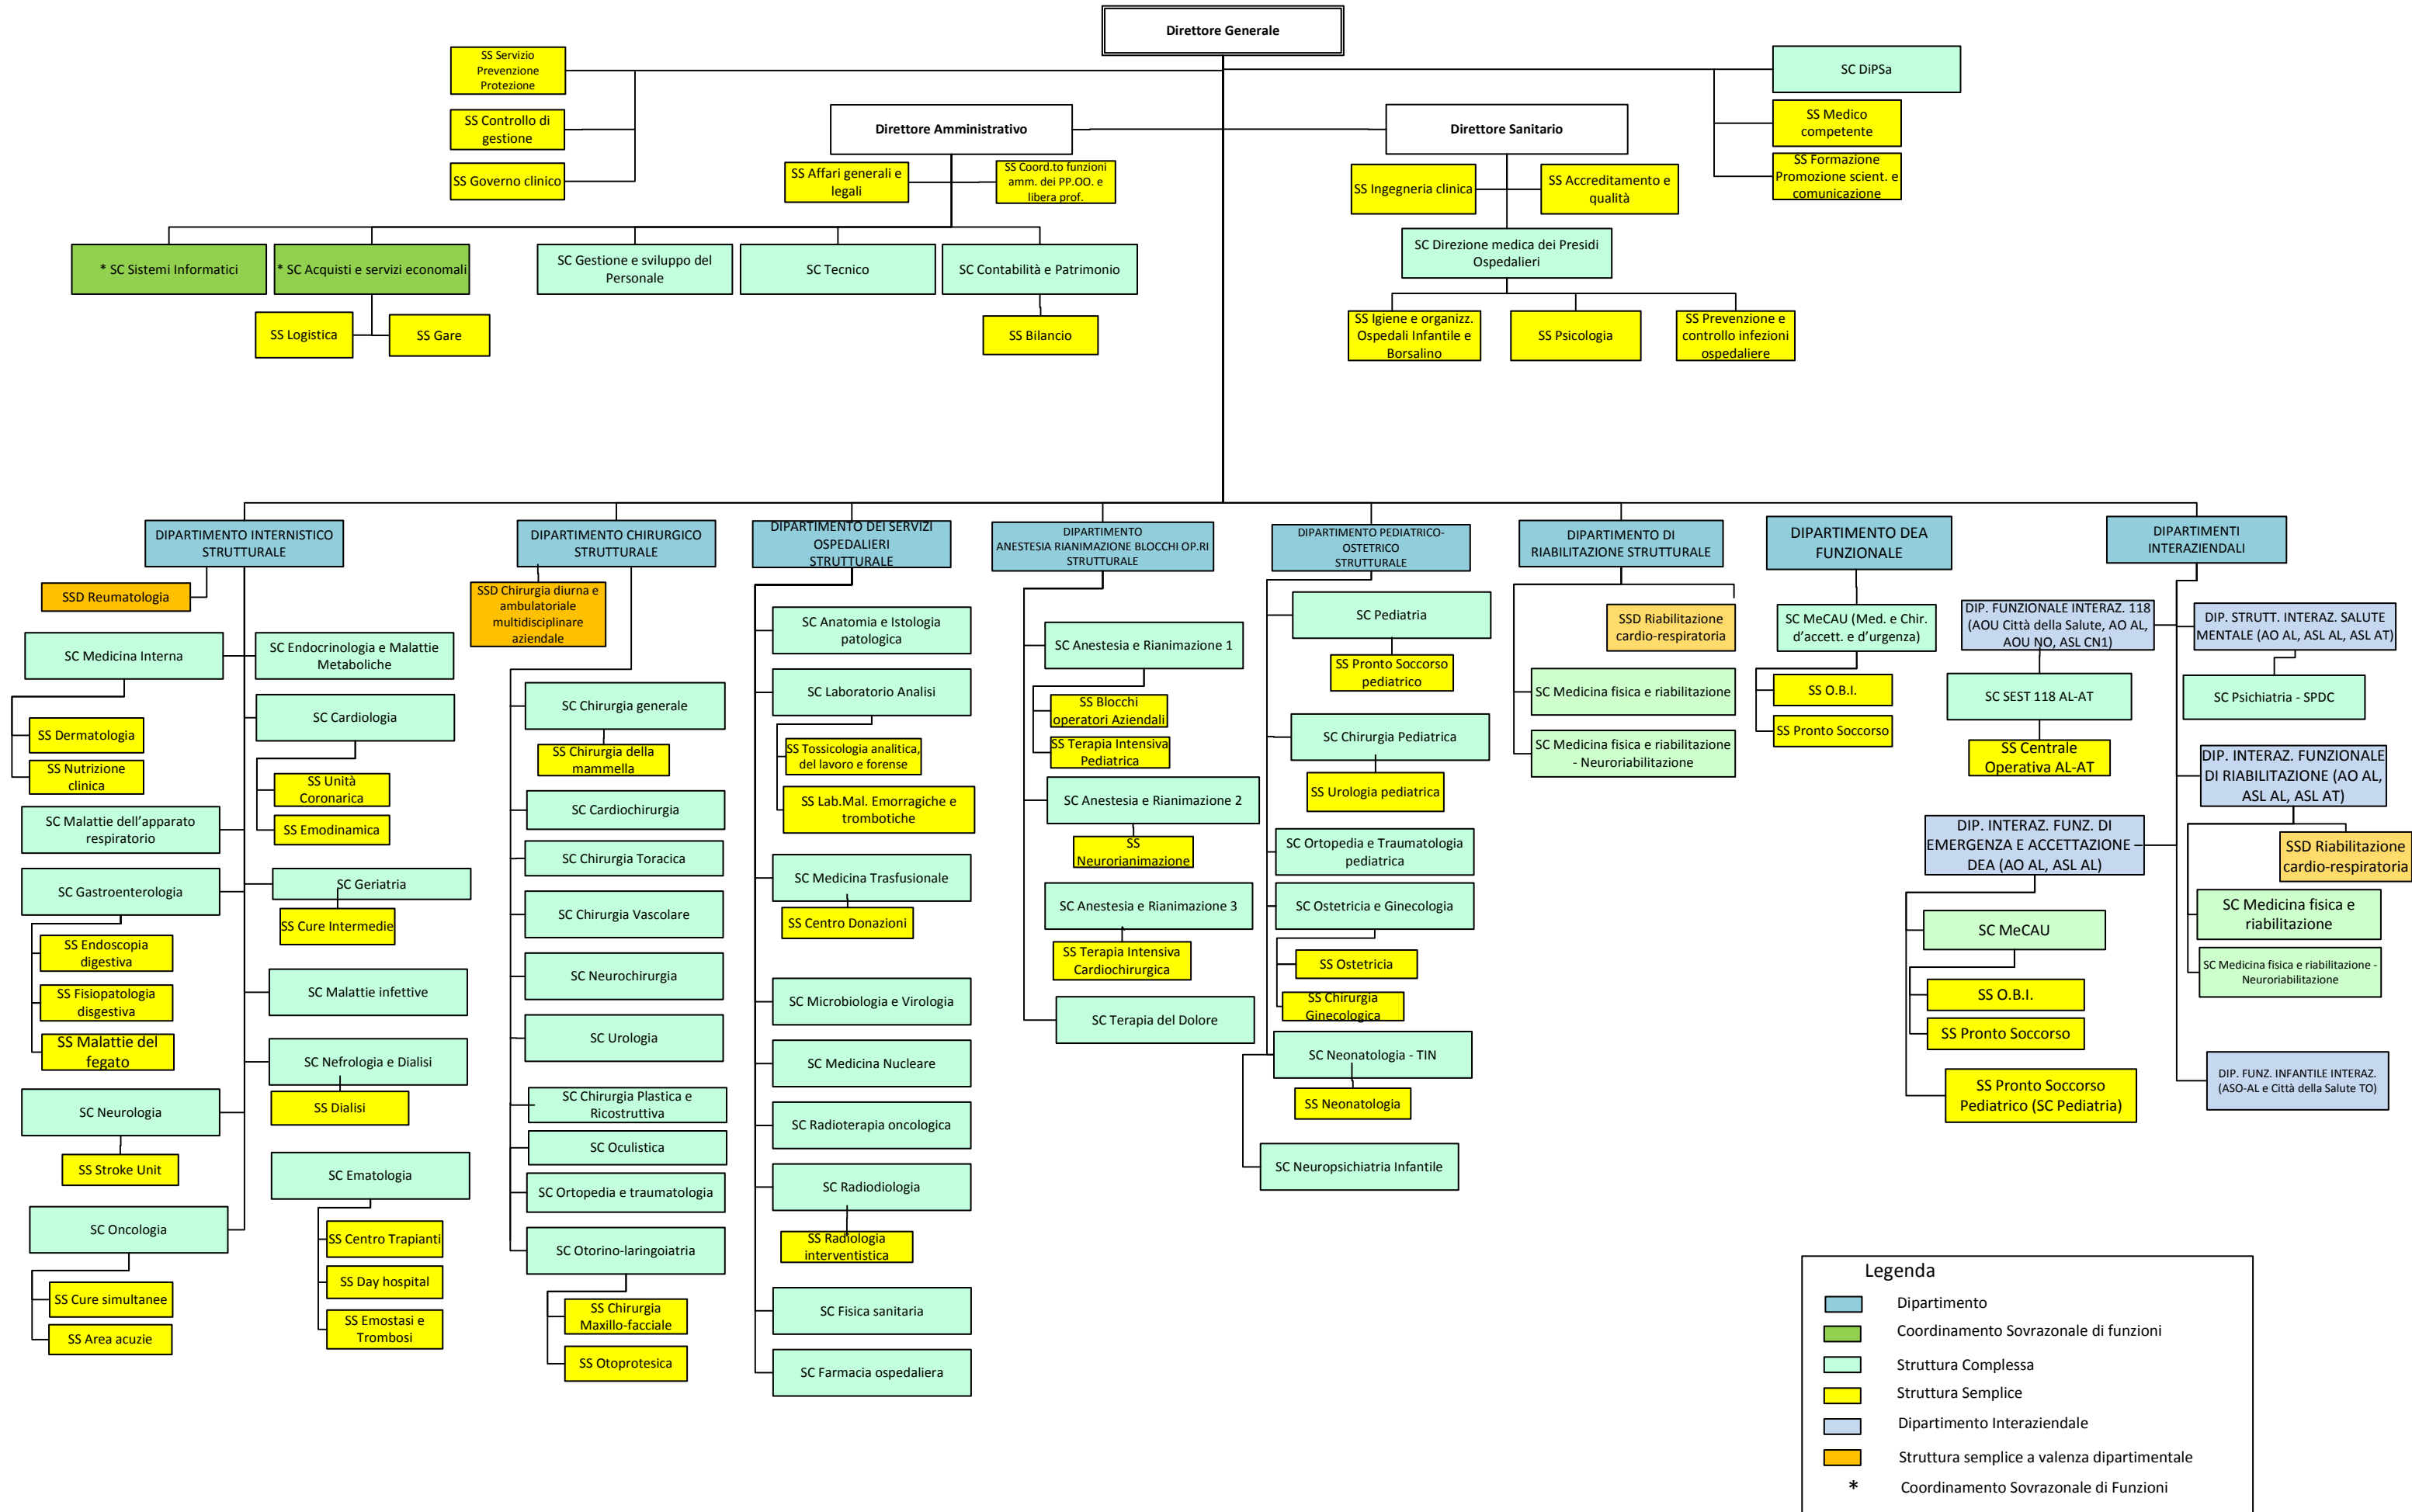 Direttore Generale
SS Servizio
Prevenzione
Protezione
SC DiPSa
SS Controllo di
gestione
Direttore Amministrativo
Direttore Sanitario
SS Medico
competente
SS Governo clinico
SS Affari generali e
legali
SS Coord.to funzioni
amm. dei PP.OO. e
libera prof.
SS Ingegneria clinica
SS Accreditamento e
qualità
SS Formazione
Promozione scient. e
comunicazione
* SC Sistemi Informatici
* SC Acquisti e servizi economali
SC Gestione e sviluppo del
Personale
SC Tecnico
SC Contabilità e Patrimonio
SC Direzione medica dei Presidi
Ospedalieri
SS Logistica
SS Gare
SS Bilancio
SS Igiene e organizz.
Ospedali Infantile e
Borsalino
SS Psicologia
SS Prevenzione e
controllo infezioni
ospedaliere
DIPARTIMENTO INTERNISTICO
STRUTTURALE
SSD Reumatologia
SC Medicina Interna
SC Endocrinologia e Malattie
Metaboliche
SS Dermatologia
SS Nutrizione
clinica
SC Cardiologia
SS Unità
Coronarica
SS Emodinamica
SC Malattie dell’apparato
respiratorio
SC Gastroenterologia
SC Geriatria
SS Cure Intermedie
SS Endoscopia
digestiva
SS Fisiopatologia
disgestiva
SS Malattie del
fegato
SC Malattie infettive
SC Nefrologia e Dialisi
SS Dialisi
SC Neurologia
SS Stroke Unit
SC Ematologia
SS Centro Trapianti
SS Day hospital
SS Emostasi e
Trombosi
SC Oncologia
SS Cure simultanee
SS Area acuzie
DIPARTIMENTO CHIRURGICO
STRUTTURALE
SSD Chirurgia diurna e
ambulatoriale
multidisciplinare
aziendale
SC Chirurgia generale
SS Chirurgia della
mammella
SC Cardiochirurgia
SC Chirurgia Toracica
SC Chirurgia Vascolare
SC Neurochirurgia
SC Urologia
SC Chirurgia Plastica e
Ricostruttiva
SC Oculistica
SC Ortopedia e traumatologia
SC Otorino-laringoiatria
SS Chirurgia
Maxillo-facciale
SS Otoprotesica
DIPARTIMENTO DEI SERVIZI
OSPEDALIERI
STRUTTURALE
SC Anatomia e Istologia
patologica
SC Laboratorio Analisi
SS Tossicologia analitica,
del lavoro e forense
SS Lab.Mal. Emorragiche e
trombotiche
SC Medicina Trasfusionale
SS Centro Donazioni
SC Microbiologia e Virologia
SC Medicina Nucleare
SC Radioterapia oncologica
SC Radiodiologia
SS Radiologia
interventistica
SC Fisica sanitaria
SC Farmacia ospedaliera
DIPARTIMENTO
ANESTESIA RIANIMAZIONE BLOCCHI OP.RI
STRUTTURALE
SC Anestesia e Rianimazione 1
SS Blocchi
operatori Aziendali
SS Terapia Intensiva
Pediatrica
SC Anestesia e Rianimazione 2
SS
Neurorianimazione
SC Anestesia e Rianimazione 3
SS Terapia Intensiva
Cardiochirurgica
SC Terapia del Dolore
DIPARTIMENTO PEDIATRICO-
OSTETRICO
STRUTTURALE
SC Pediatria
SS Pronto Soccorso
pediatrico
SC Chirurgia Pediatrica
SS Urologia pediatrica
SC Ortopedia e Traumatologia
pediatrica
SC Ostetricia e Ginecologia
SS Ostetricia
SS Chirurgia
Ginecologica
SC Neonatologia - TIN
SS Neonatologia
SC Neuropsichiatria Infantile
DIPARTIMENTO DI
RIABILITAZIONE STRUTTURALE
SSD Riabilitazione
cardio-respiratoria
SC Medicina fisica e riabilitazione
SC Medicina fisica e riabilitazione
- Neuroriabilitazione
DIPARTIMENTO DEA
FUNZIONALE
SC MeCAU (Med. e Chir.
d’accett. e d’urgenza)
SS O.B.I.
SS Pronto Soccorso
DIPARTIMENTI
INTERAZIENDALI
DIP. FUNZIONALE INTERAZ. 118
(AOU Città della Salute, AO AL,
AOU NO, ASL CN1)
SC SEST 118 AL-AT
SS Centrale
Operativa AL-AT
DIP. STRUTT. INTERAZ. SALUTE
MENTALE (AO AL, ASL AL, ASL AT)
SC Psichiatria - SPDC
DIP. INTERAZ. FUNZIONALE
DI RIABILITAZIONE (AO AL,
ASL AL, ASL AT)
SSD Riabilitazione
cardio-respiratoria
SC Medicina fisica e
riabilitazione
SC Medicina fisica e riabilitazione -
Neuroriabilitazione
DIP. INTERAZ. FUNZ. DI
EMERGENZA E ACCETTAZIONE –
DEA (AO AL, ASL AL)
SC MeCAU
SS O.B.I.
SS Pronto Soccorso
SS Pronto Soccorso
Pediatrico (SC Pediatria)
DIP. FUNZ. INFANTILE INTERAZ.
(ASO-AL e Città della Salute TO)
Legenda
Dipartimento
Coordinamento Sovrazonale di funzioni
Struttura Complessa
Struttura Semplice
Dipartimento Interaziendale
Struttura semplice a valenza dipartimentale
* Coordinamento Sovrazonale di Funzioni